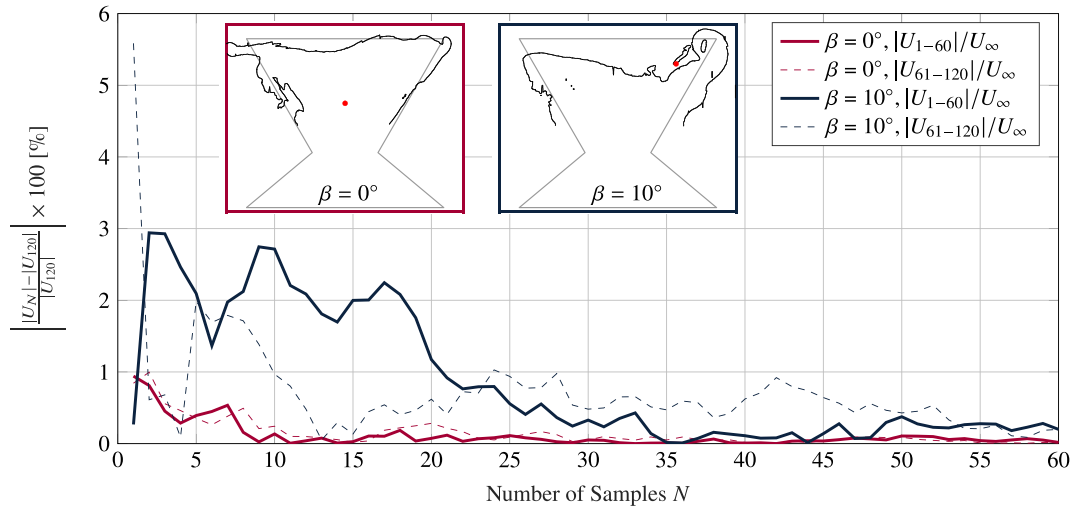 6
5
4
3
2
1
0
0 5 10 15 20 25 30 35 40 45 50 55 60
Number of Samples N
| |U_N|−|U_120| / |U_120| | × 100 [%]
β = 0°
β = 10°
β = 0°, |U_1−60|/U_∞
β = 0°, |U_61−120|/U_∞
β = 10°, |U_1−60|/U_∞
β = 10°, |U_61−120|/U_∞